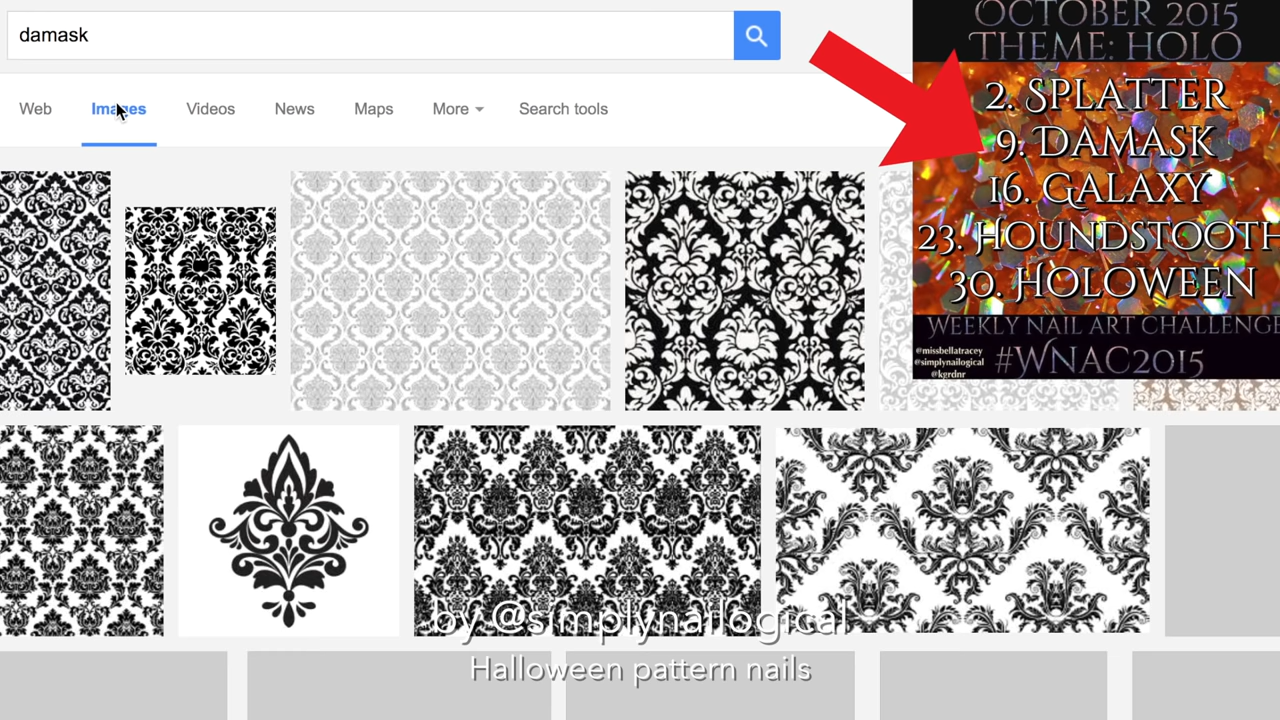 damask
Web
Images
Videos
News
Maps
More
Search tools
OCTOBER 2015
THEME: HOLO
2. SPLATTER
9. DAMASK
16. GALAXY
23. HOUNDSTOOTH
30. HOLOWEEN
WEEKLY NAIL ART CHALLENGE
@missbellatracey
@simplynailogical
@kgrdnr
#WNAC2015
by @simplynailogical
Halloween pattern nails